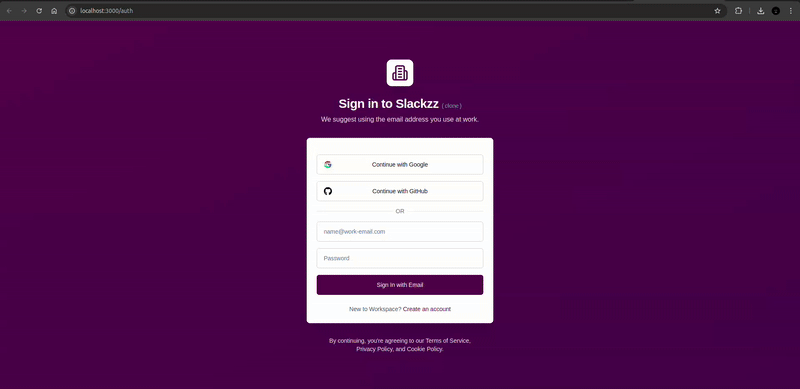 localhost:3000/auth
Sign in to Slackzz ( clone )
We suggest using the email address you use at work.
Continue with Google
Continue with GitHub
OR
name@work-email.com
Password
Sign In with Email
New to Workspace? Create an account
By continuing, you're agreeing to our Terms of Service,
Privacy Policy, and Cookie Policy.